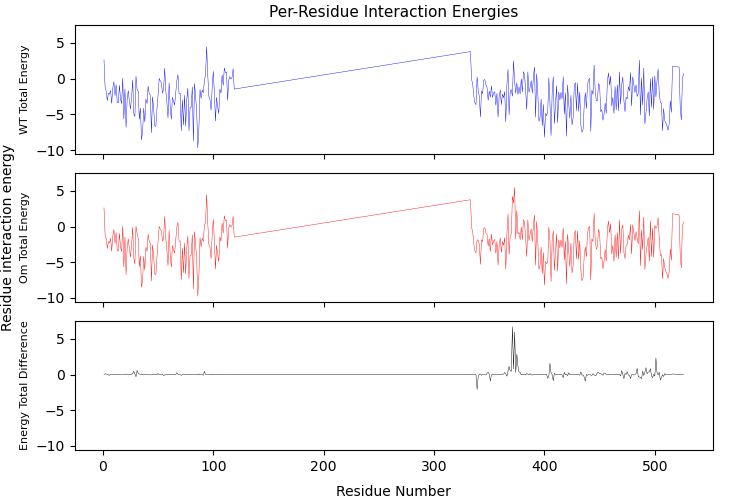 Per-Residue Interaction Energies
Residue interaction energy
WT Total Energy
5
0
−5
−10
Om Total Energy
5
0
−5
−10
Energy Total Difference
5
0
−5
−10
0 100 200 300 400 500
Residue Number